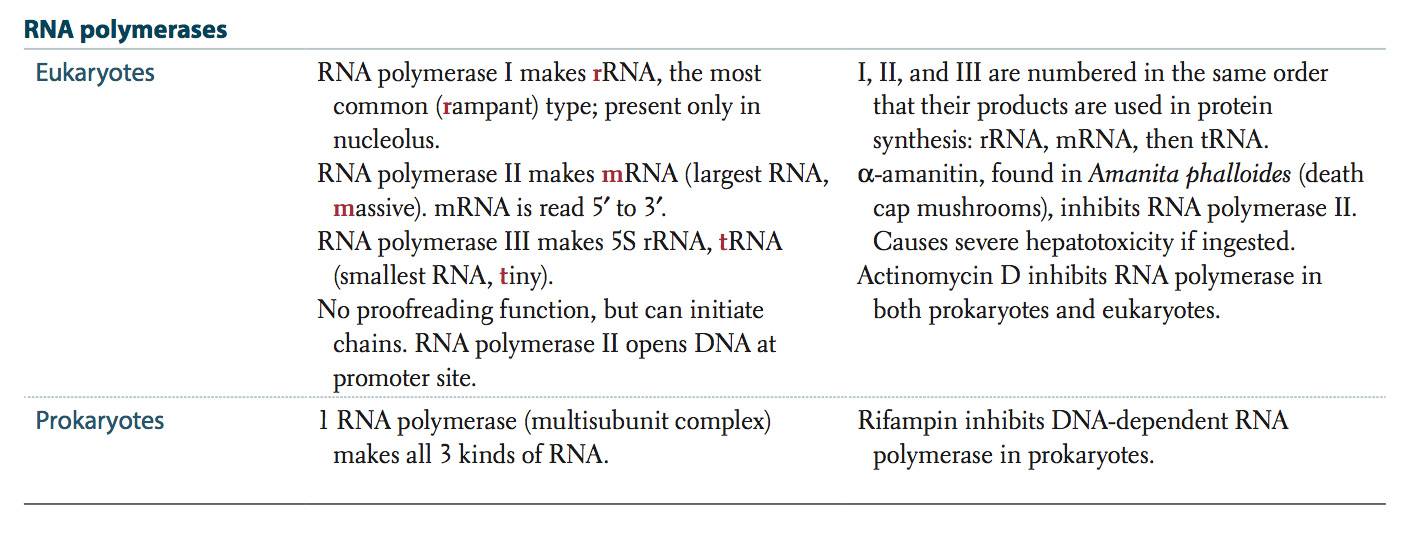 RNA polymerases
Eukaryotes
RNA polymerase I makes rRNA, the most
common (rampant) type; present only in
nucleolus.
RNA polymerase II makes mRNA (largest RNA,
massive). mRNA is read 5′ to 3′.
RNA polymerase III makes 5S rRNA, tRNA
(smallest RNA, tiny).
No proofreading function, but can initiate
chains. RNA polymerase II opens DNA at
promoter site.
I, II, and III are numbered in the same order
that their products are used in protein
synthesis: rRNA, mRNA, then tRNA.
α-amanitin, found in Amanita phalloides (death
cap mushrooms), inhibits RNA polymerase II.
Causes severe hepatotoxicity if ingested.
Actinomycin D inhibits RNA polymerase in
both prokaryotes and eukaryotes.
Prokaryotes
1 RNA polymerase (multisubunit complex)
makes all 3 kinds of RNA.
Rifampin inhibits DNA-dependent RNA
polymerase in prokaryotes.